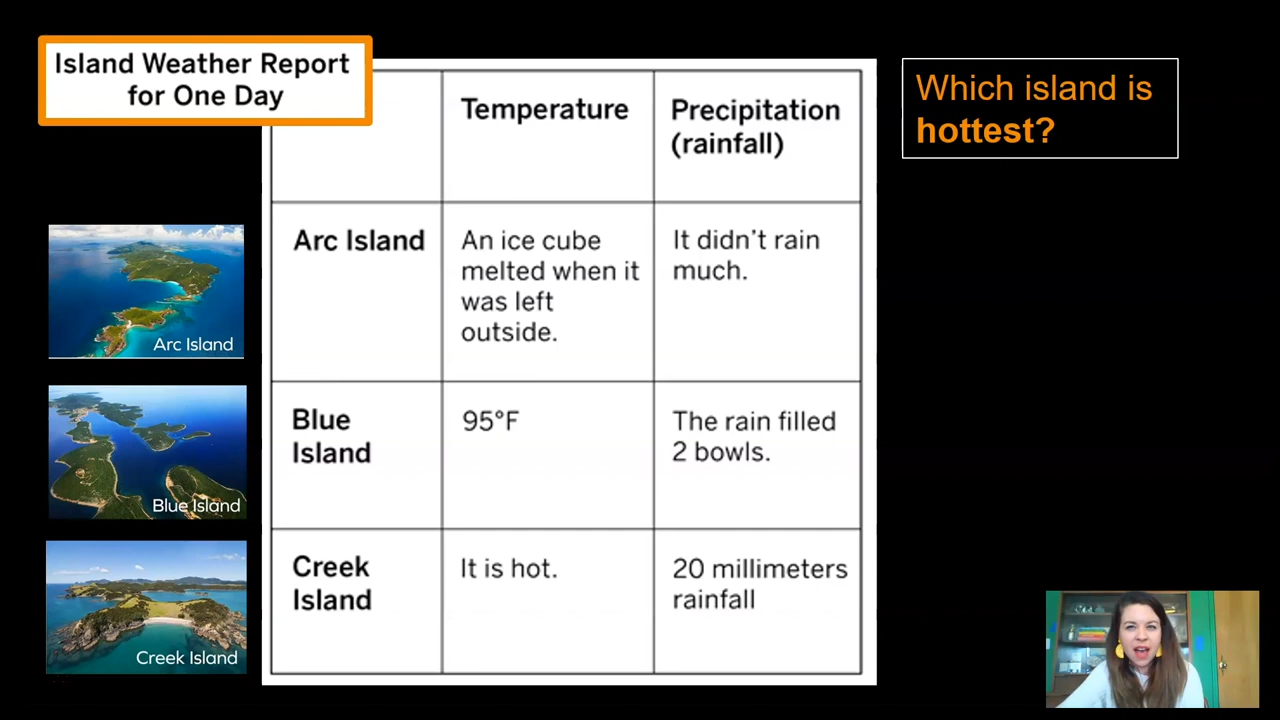 Island Weather Report
for One Day
Which island is
hottest?
Temperature
Precipitation
(rainfall)
Arc Island
An ice cube
melted when it
was left
outside.
It didn't rain
much.
Blue
Island
95°F
The rain filled
2 bowls.
Creek
Island
It is hot.
20 millimeters
rainfall
Arc Island
Blue Island
Creek Island